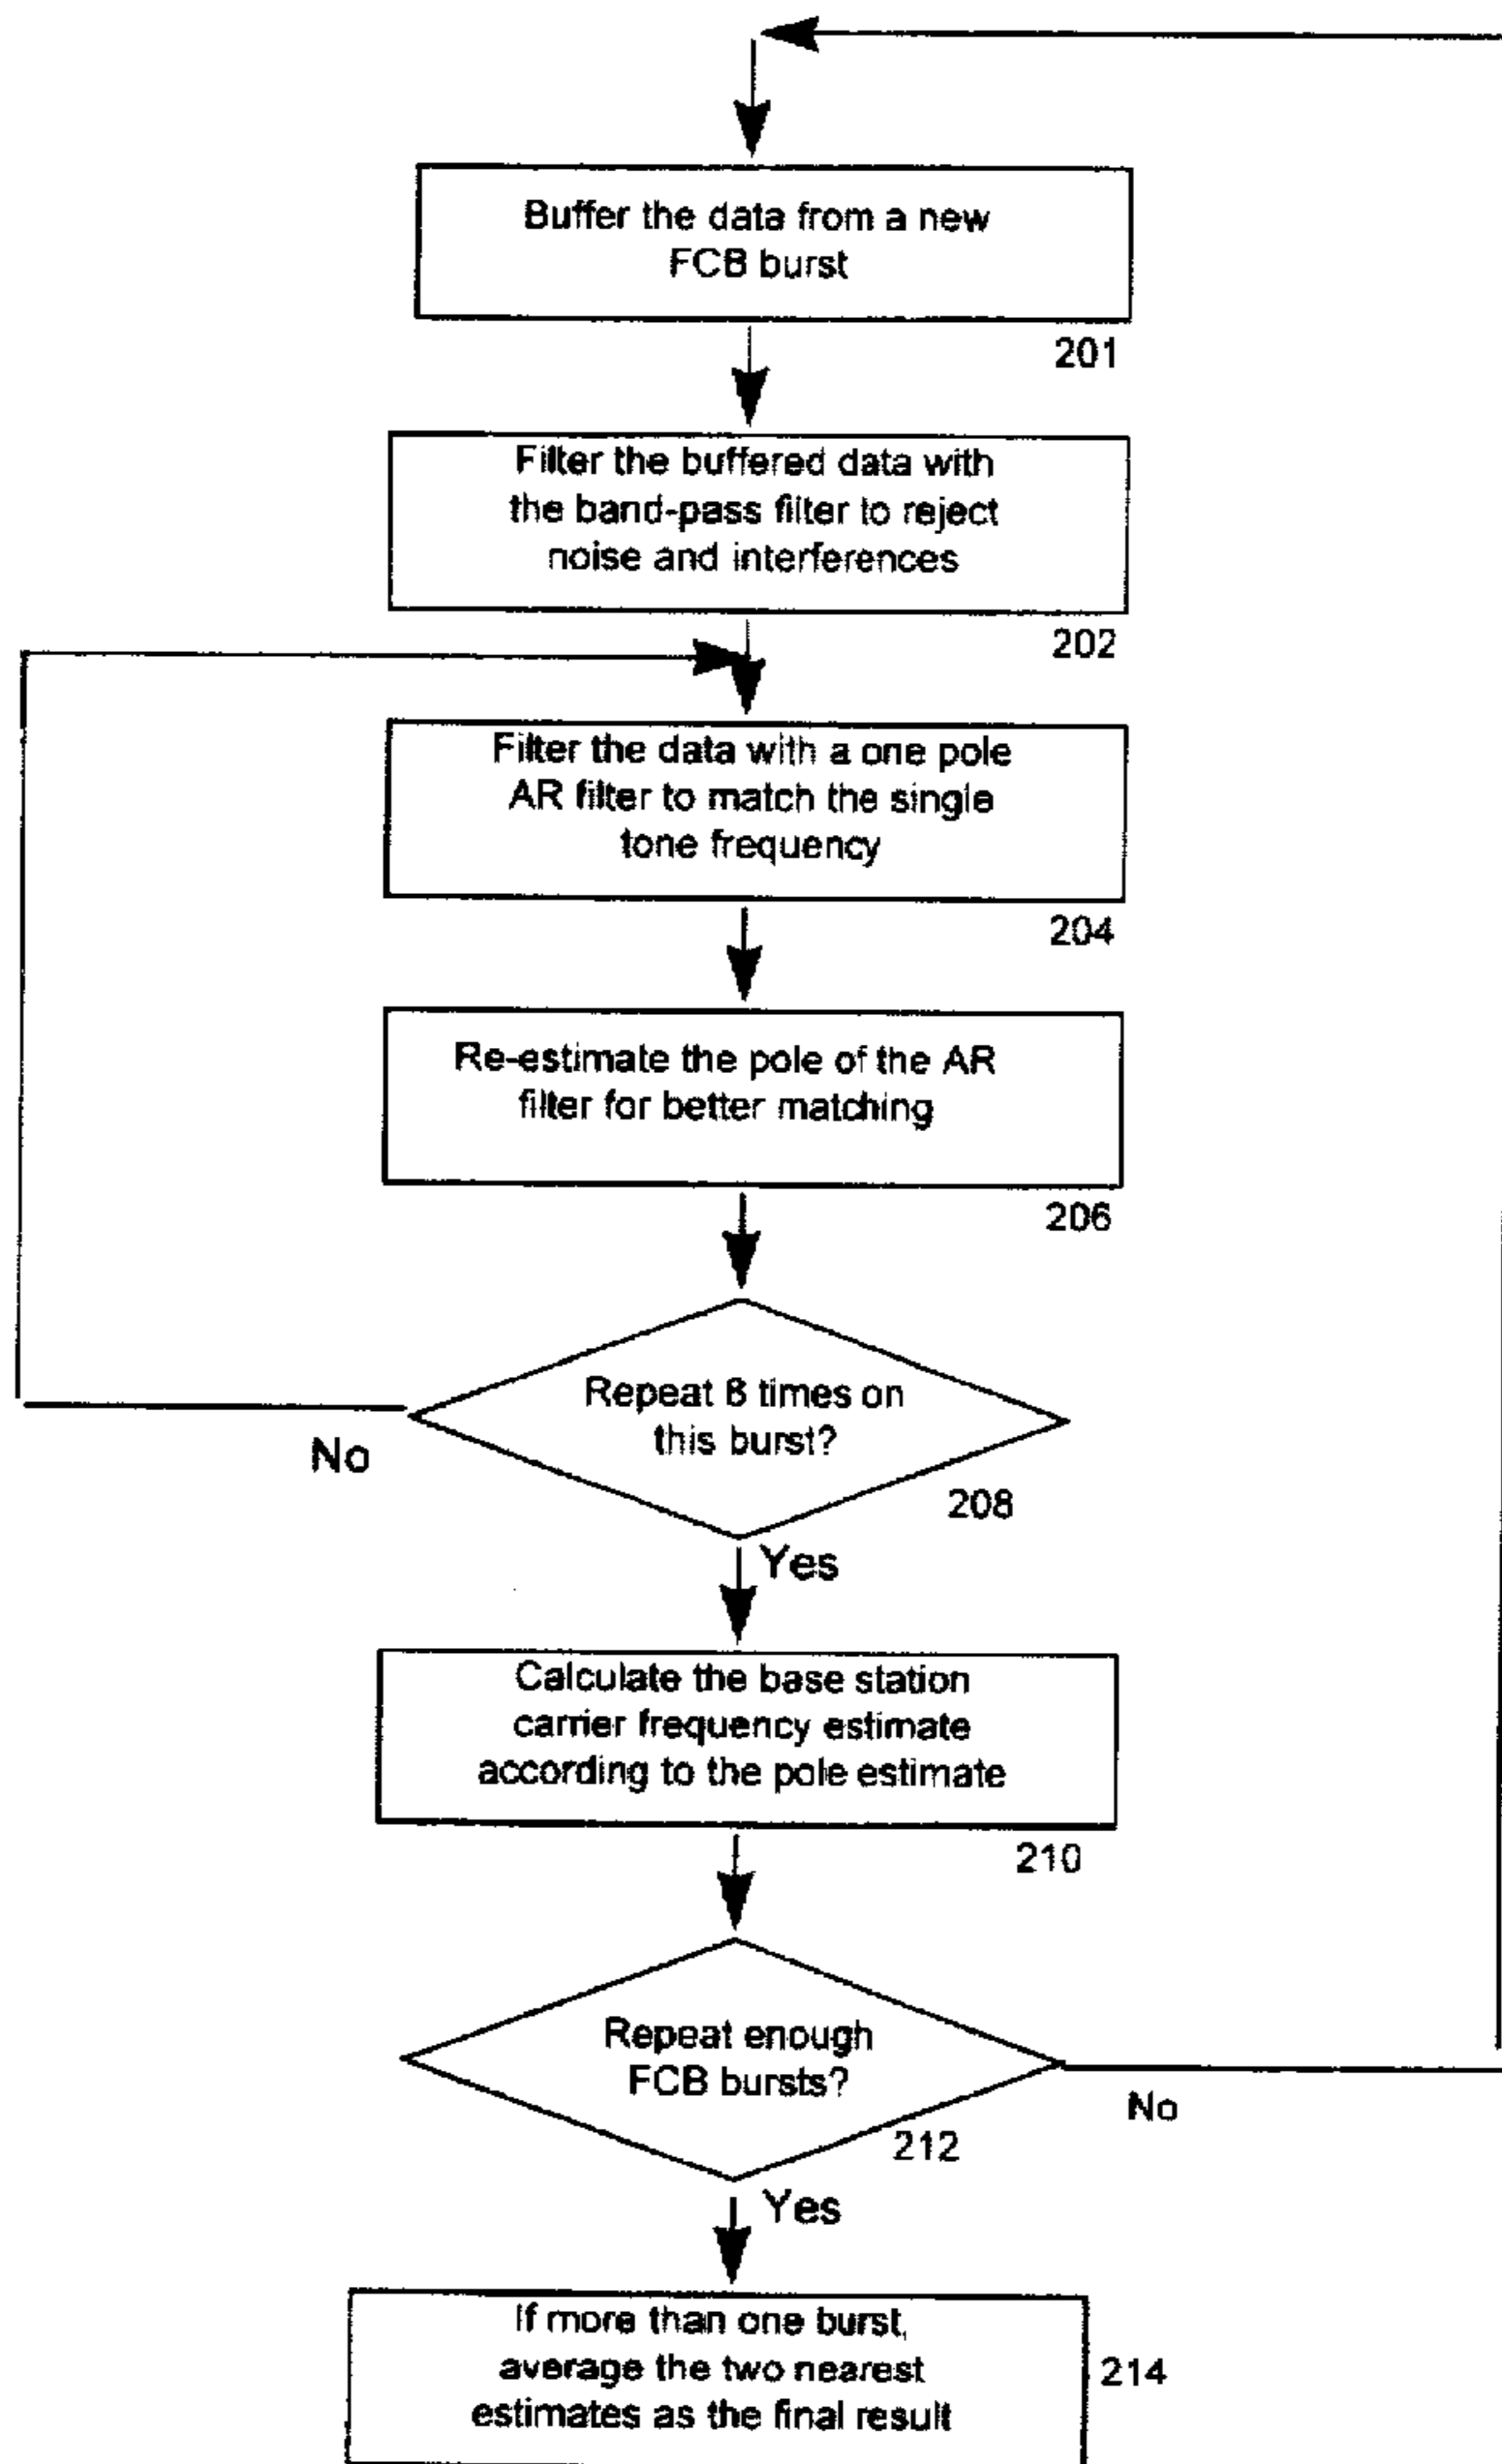 Buffer the data from a new
FCB burst
201
Filter the buffered data with
the band-pass filter to reject
noise and interferences
202
Filter the data with a one pole
AR filter to match the single
tone frequency
204
Re-estimate the pole of the AR
filter for better matching
206
Repeat 8 times on
this burst?
No
208
Yes
Calculate the base station
carrier frequency estimate
according to the pole estimate
210
Repeat enough
FCB bursts?
No
212
Yes
If more than one burst,
average the two nearest
estimates as the final result
214